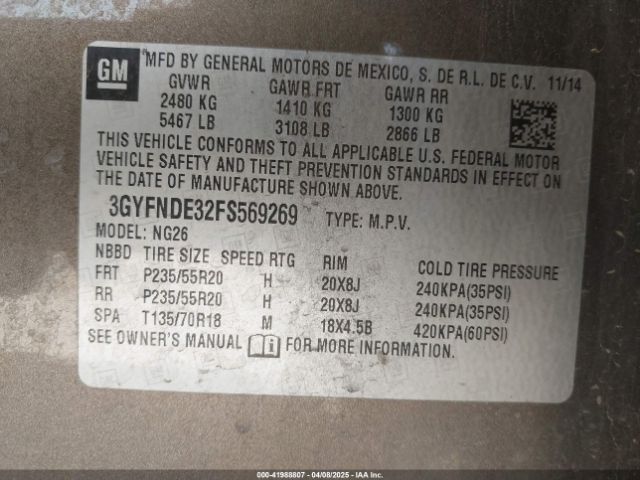 GM
MFD BY GENERAL MOTORS DE MEXICO, S. DE R.L. DE C.V. 11/14
GVWR GAWR FRT GAWR RR
2480 KG 1410 KG 1300 KG
5467 LB 3108 LB 2866 LB
THIS VEHICLE CONFORMS TO ALL APPLICABLE U.S. FEDERAL MOTOR
VEHICLE SAFETY AND THEFT PREVENTION STANDARDS IN EFFECT ON
THE DATE OF MANUFACTURE SHOWN ABOVE.
3GYFNDE32FS569269 TYPE: M.P.V.
MODEL: NG26
NBBD TIRE SIZE SPEED RTG RIM COLD TIRE PRESSURE
FRT P235/55R20 H 20X8J 240KPA(35PSI)
RR P235/55R20 H 20X8J 240KPA(35PSI)
SPA T135/70R18 M 18X4.5B 420KPA(60PSI)
SEE OWNER'S MANUAL FOR MORE INFORMATION.
000-41988807 - 04/08/2025 - IAA Inc.